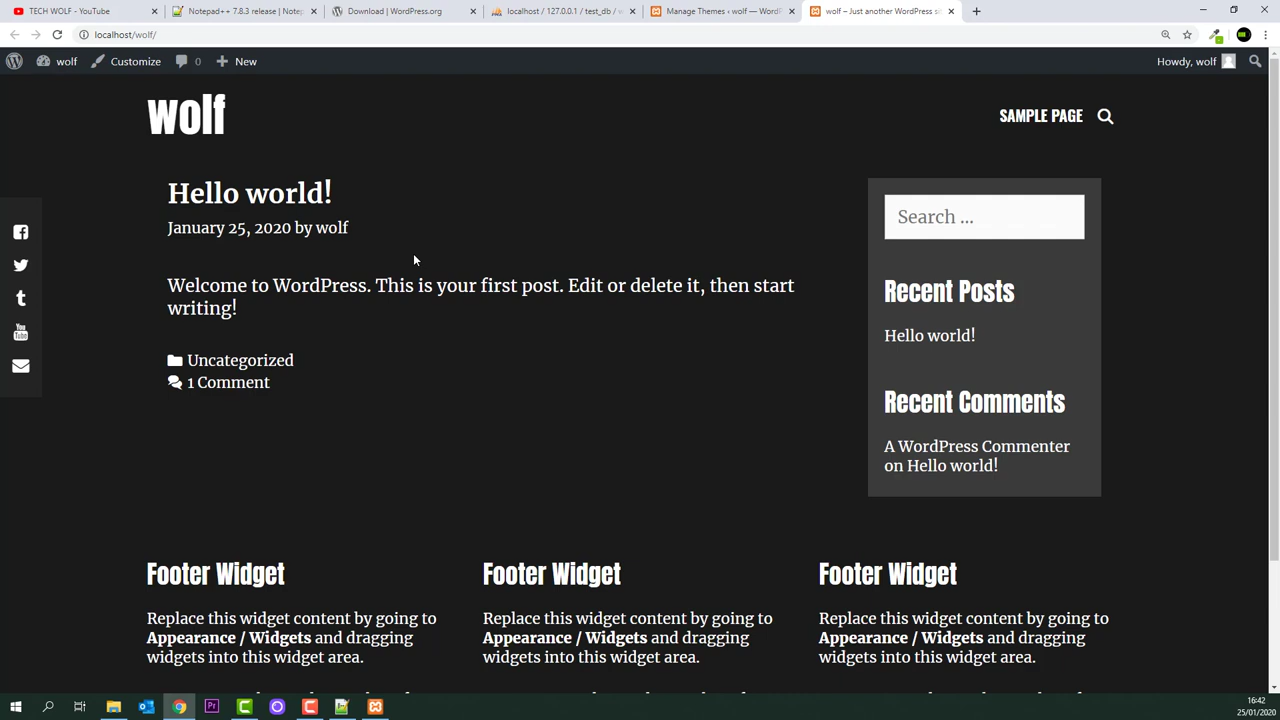 TECH WOLF - YouTube
Notepad++ 7.8.3 release | Notep
Download | WordPress.org
localhost / 127.0.0.1 / test_db / w
Manage Themes ‹ wolf — WordP
wolf – Just another WordPress si
localhost/wolf/
wolf
Customize
0
New
Howdy, wolf
wolf
SAMPLE PAGE
Hello world!
January 25, 2020 by wolf
Welcome to WordPress. This is your first post. Edit or delete it, then start
writing!
Uncategorized
1 Comment
Search ...
Recent Posts
Hello world!
Recent Comments
A WordPress Commenter
on Hello world!
Footer Widget
Replace this widget content by going to
Appearance / Widgets and dragging
widgets into this widget area.
Footer Widget
Replace this widget content by going to
Appearance / Widgets and dragging
widgets into this widget area.
Footer Widget
Replace this widget content by going to
Appearance / Widgets and dragging
widgets into this widget area.
16:42
25/01/2020